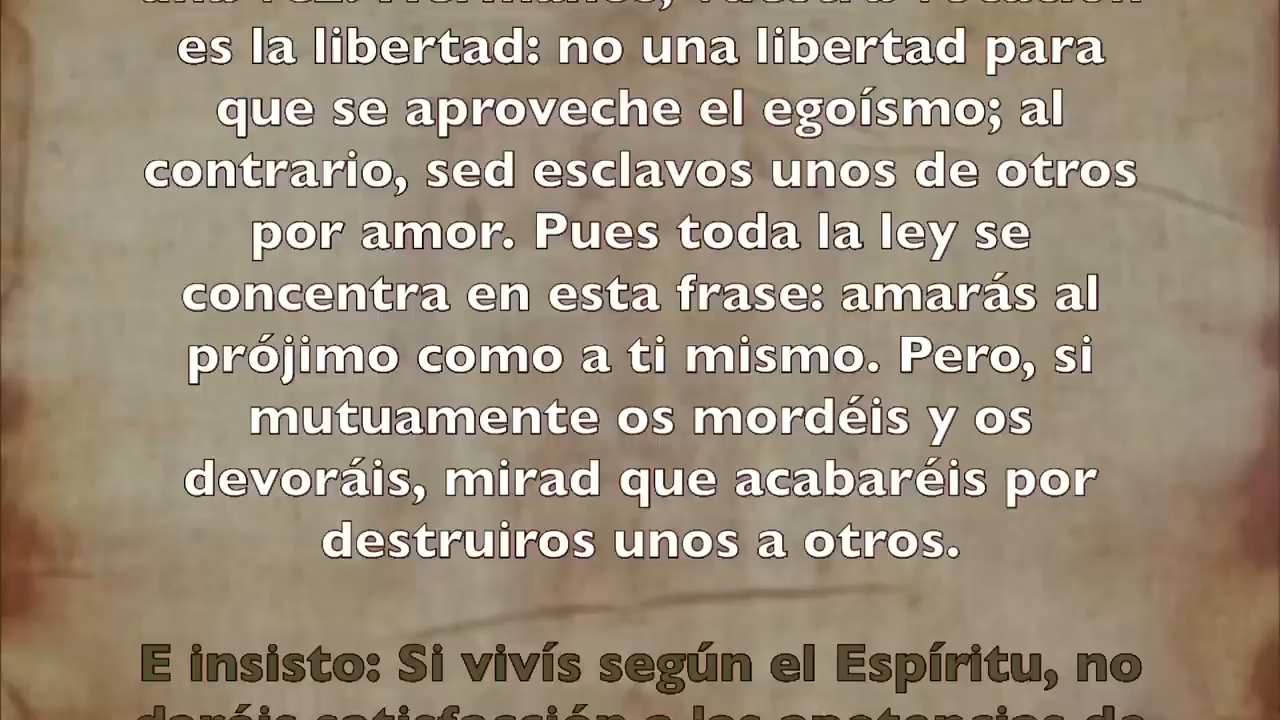 es la libertad: no una libertad para
que se aproveche el egoísmo; al
contrario, sed esclavos unos de otros
por amor. Pues toda la ley se
concentra en esta frase: amarás al
prójimo como a ti mismo. Pero, si
mutuamente os mordéis y os
devoráis, mirad que acabaréis por
destruiros unos a otros.
E insisto: Si vivís según el Espíritu, no